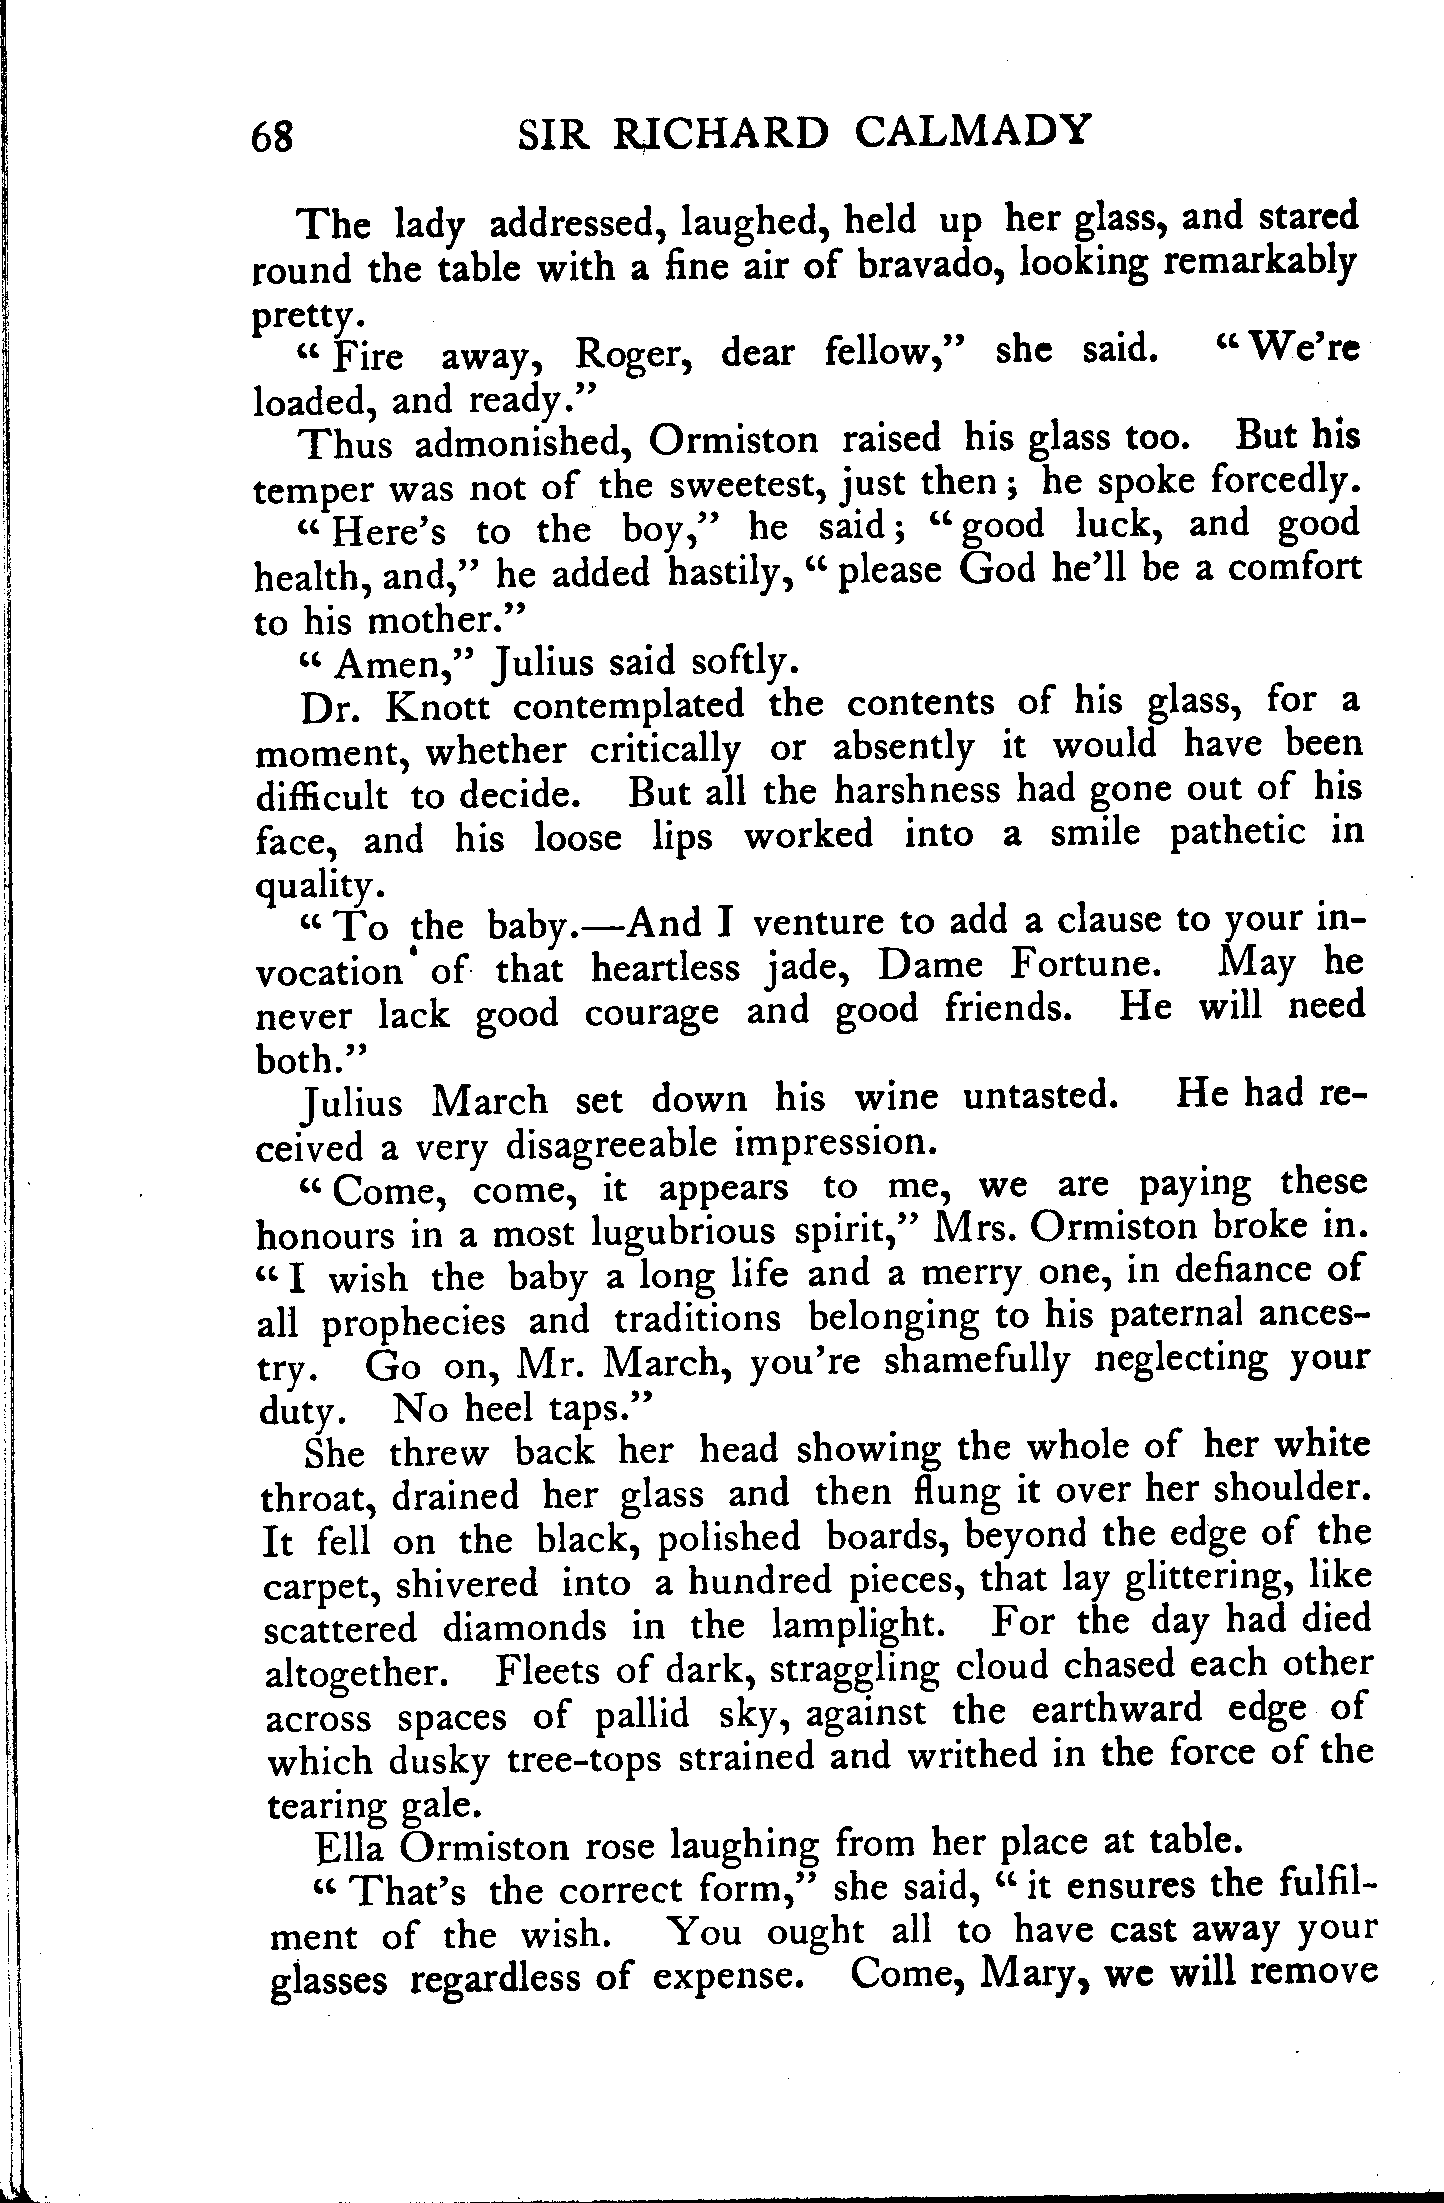 68 SIR RICHARD CALMADY
The lady addressed, laughed, held up her glass, and stared
round the table with a fine air of bravado, looking remarkably
pretty.
“ Fire away, Roger, dear fellow,” she said. “ We’re
loaded, and ready.”
Thus admonished, Ormiston raised his glass too. But his
temper was not of the sweetest, just then ; he spoke forcedly.
“ Here’s to the boy,” he said ; “ good luck, and good
health, and,” he added hastily, “ please God he’ll be a comfort
to his mother.”
“ Amen,” Julius said softly.
Dr. Knott contemplated the contents of his glass, for a
moment, whether critically or absently it would have been
difficult to decide. But all the harshness had gone out of his
face, and his loose lips worked into a smile pathetic in
quality.
“ To the baby.—And I venture to add a clause to your in-
vocation of that heartless jade, Dame Fortune. May he
never lack good courage and good friends. He will need
both.”
Julius March set down his wine untasted. He had re-
ceived a very disagreeable impression.
“ Come, come, it appears to me, we are paying these
honours in a most lugubrious spirit,” Mrs. Ormiston broke in.
“ I wish the baby a long life and a merry one, in defiance of
all prophecies and traditions belonging to his paternal ances-
try. Go on, Mr. March, you’re shamefully neglecting your
duty. No heel taps.”
She threw back her head showing the whole of her white
throat, drained her glass and then flung it over her shoulder.
It fell on the black, polished boards, beyond the edge of the
carpet, shivered into a hundred pieces, that lay glittering, like
scattered diamonds in the lamplight. For the day had died
altogether. Fleets of dark, straggling cloud chased each other
across spaces of pallid sky, against the earthward edge of
which dusky tree-tops strained and writhed in the force of the
tearing gale.
Ella Ormiston rose laughing from her place at table.
“ That’s the correct form,” she said, “ it ensures the fulfil-
ment of the wish. You ought all to have cast away your
glasses regardless of expense. Come, Mary, we will remove